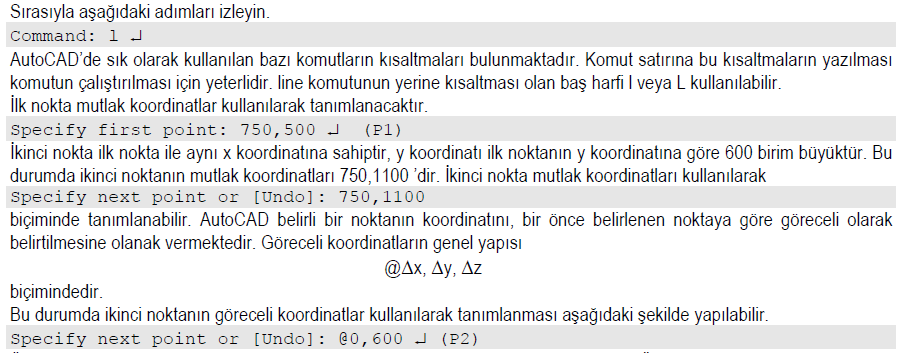 Sırasıyla aşağıdaki adımları izleyin.
Command: l ↵
AutoCAD’de sık olarak kullanılan bazı komutların kısaltmaları bulunmaktadır. Komut satırına bu kısaltmaların yazılması
komutun çalıştırılması için yeterlidir. line komutunun yerine kısaltması olan baş harfi l veya L kullanılabilir.
İlk nokta mutlak koordinatlar kullanılarak tanımlanacaktır.
Specify first point: 750,500 ↵ (P1)
İkinci nokta ilk nokta ile aynı x koordinatına sahiptir, y koordinatı ilk noktanın y koordinatına göre 600 birim büyüktür. Bu
durumda ikinci noktanın mutlak koordinatları 750,1100 ’dir. İkinci nokta mutlak koordinatları kullanılarak
Specify next point or [Undo]: 750,1100
biçiminde tanımlanabilir. AutoCAD belirli bir noktanın koordinatını, bir önce belirlenen noktaya göre göreceli olarak
belirtilmesine olanak vermektedir. Göreceli koordinatların genel yapısı
@Δx, Δy, Δz
biçimindedir.
Bu durumda ikinci noktanın göreceli koordinatlar kullanılarak tanımlanması aşağıdaki şekilde yapılabilir.
Specify next point or [Undo]: @0,600 ↵ (P2)